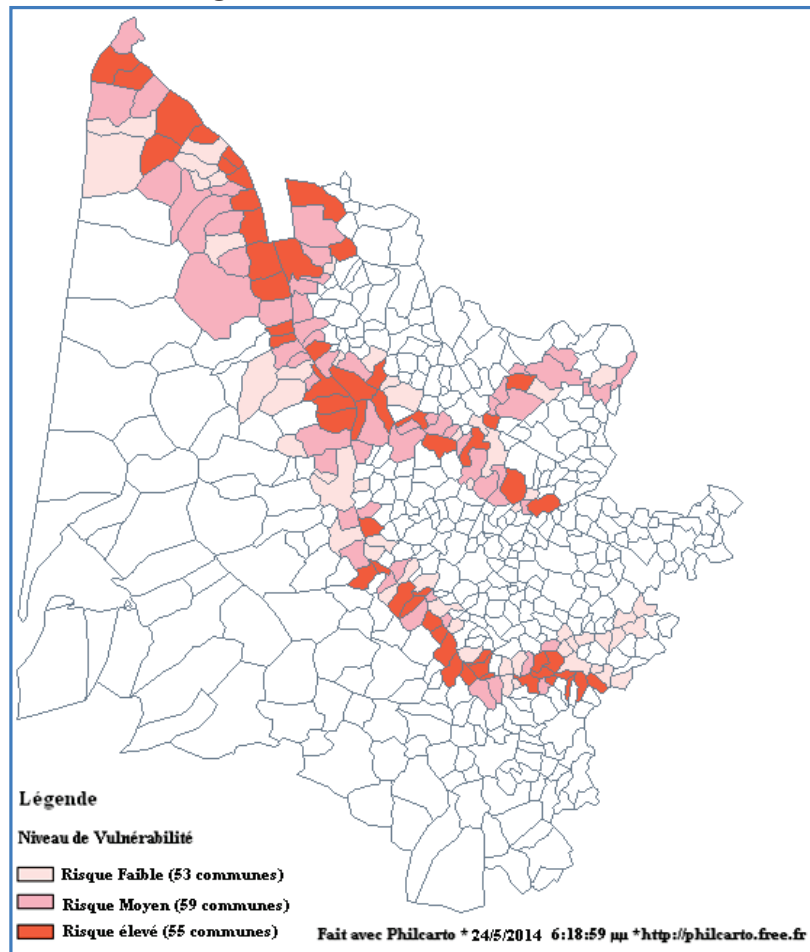 Légende
Niveau de Vulnérabilité
Risque Faible (53 communes)
Risque Moyen (59 communes)
Risque élevé (55 communes)
Fait avec Philcarto * 24/5/2014 6:18:59 μμ *http://philcarto.free.fr